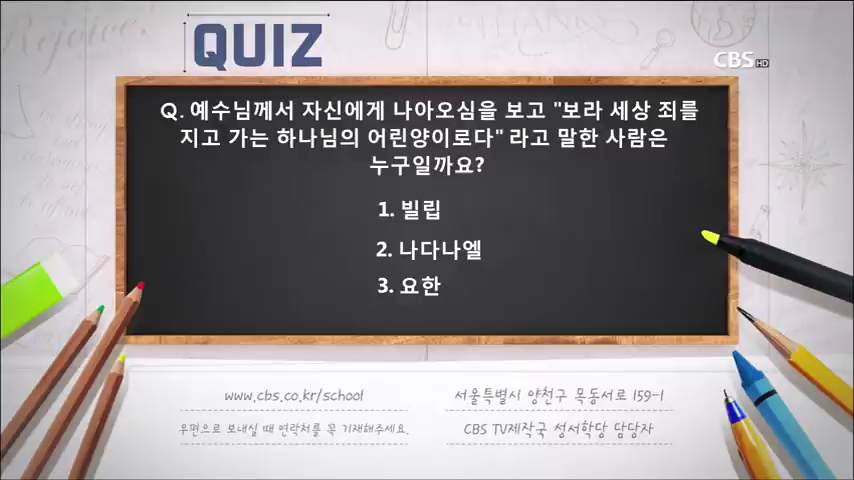 Rejoice!
THANKS
QUIZ
CBS HD
Q. 예수님께서 자신에게 나아오심을 보고 "보라 세상 죄를
지고 가는 하나님의 어린양이로다" 라고 말한 사람은
누구일까요?
1. 빌립
2. 나다나엘
3. 요한
www.cbs.co.kr/school
우편으로 보내실 때 연락처를 꼭 기재해주세요.
서울특별시 양천구 목동서로 159-1
CBS TV제작국 성서학당 담당자